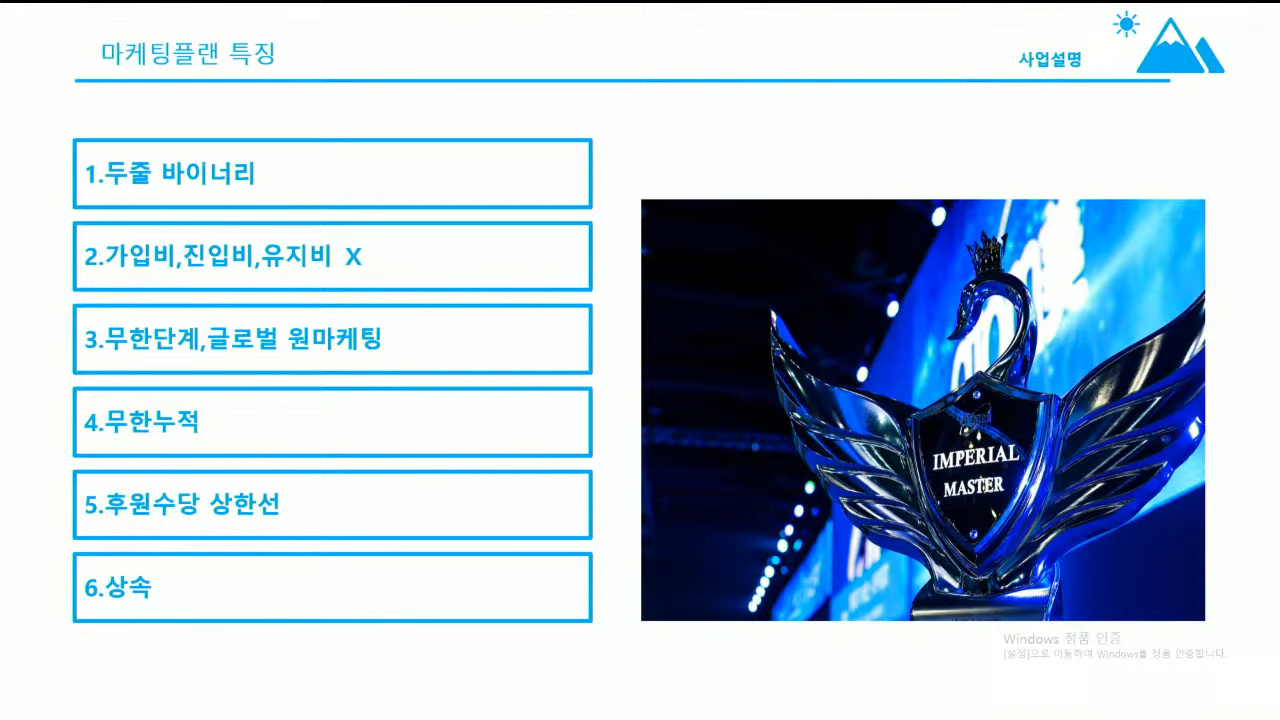 마케팅플랜 특징
사업설명
1.두줄 바이너리
2.가입비,진입비,유지비 X
3.무한단계,글로벌 원마케팅
4.무한누적
5.후원수당 상한선
6.상속
IMPERIAL
MASTER
Windows 정품 인증
[설정]으로 이동하여 Windows를 정품 인증합니다.